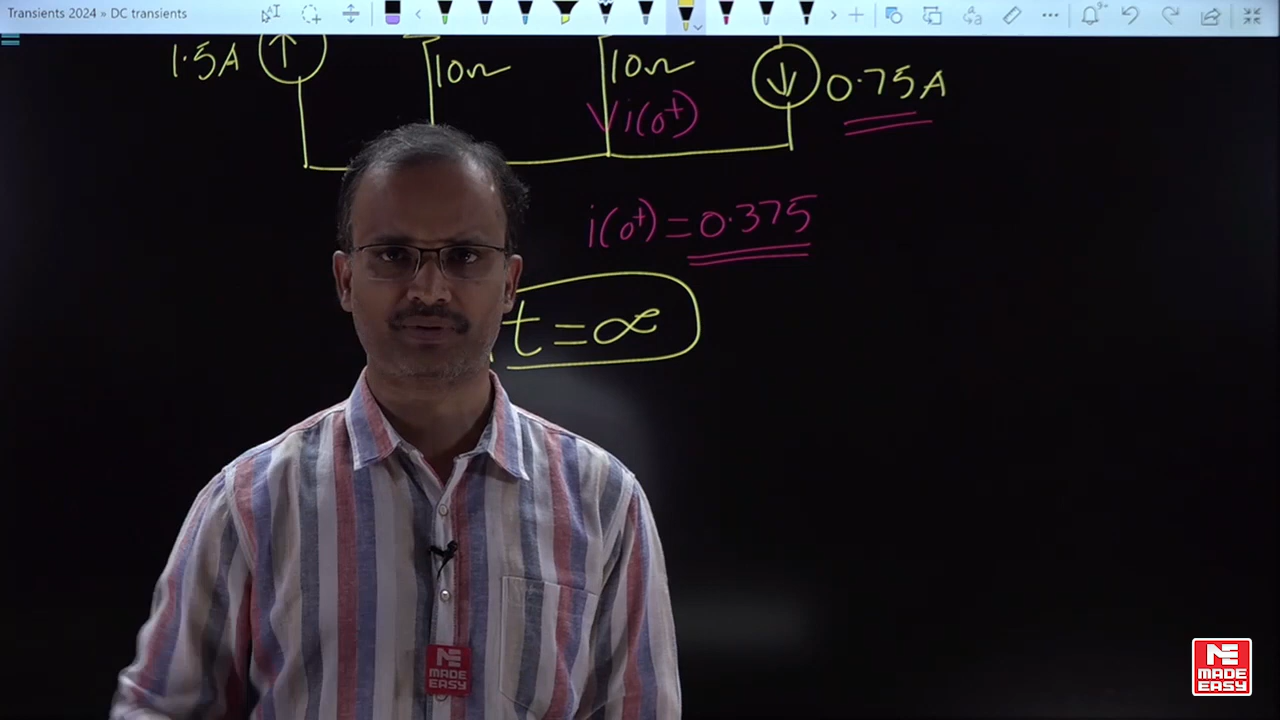 Transients 2024 » DC transients
1.5A
10Ω
10Ω
0.75A
i(0⁺)
i(0⁺) = 0.375
t = ∞
MADE EASY
MADE EASY